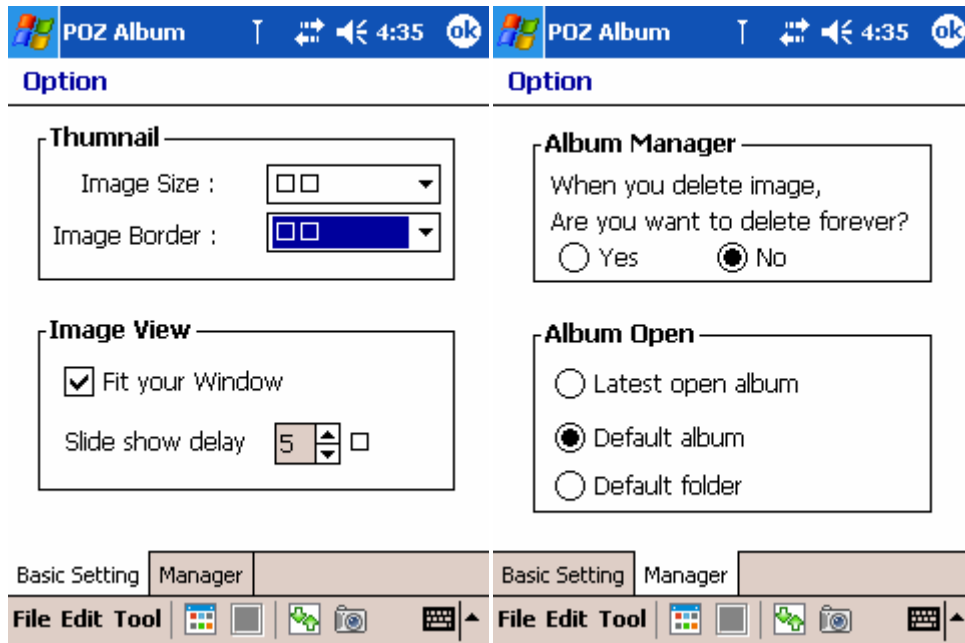 POZ Album 4:35 ok
Option
Thumnail
Image Size : □□
Image Border : □□
Image View
Fit your Window
Slide show delay 5 □
Basic Setting Manager
File Edit Tool
POZ Album 4:35 ok
Option
Album Manager
When you delete image,
Are you want to delete forever?
Yes No
Album Open
Latest open album
Default album
Default folder
Basic Setting Manager
File Edit Tool